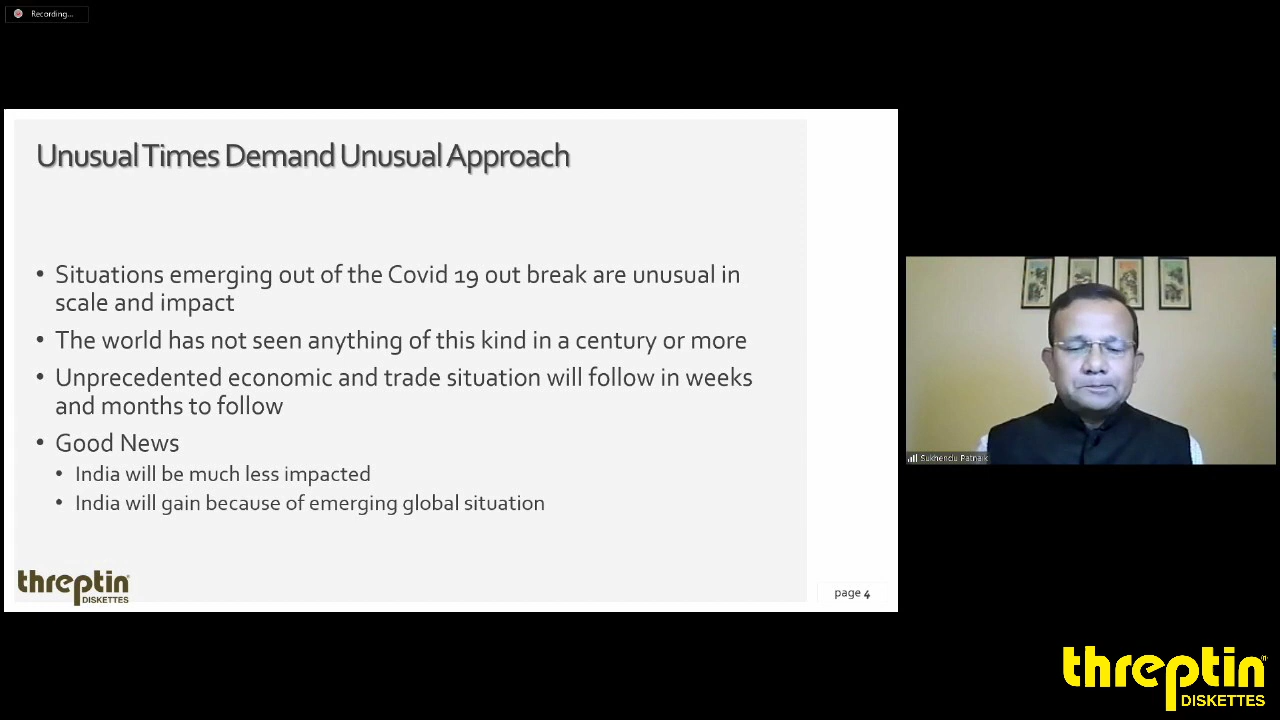 Recording...
Unusual Times Demand Unusual Approach
• Situations emerging out of the Covid 19 out break are unusual in
scale and impact
• The world has not seen anything of this kind in a century or more
• Unprecedented economic and trade situation will follow in weeks
and months to follow
• Good News
• India will be much less impacted
• India will gain because of emerging global situation
threptin
DISKETTES
page 4
Sukhendu Patnaik
threptin
DISKETTES